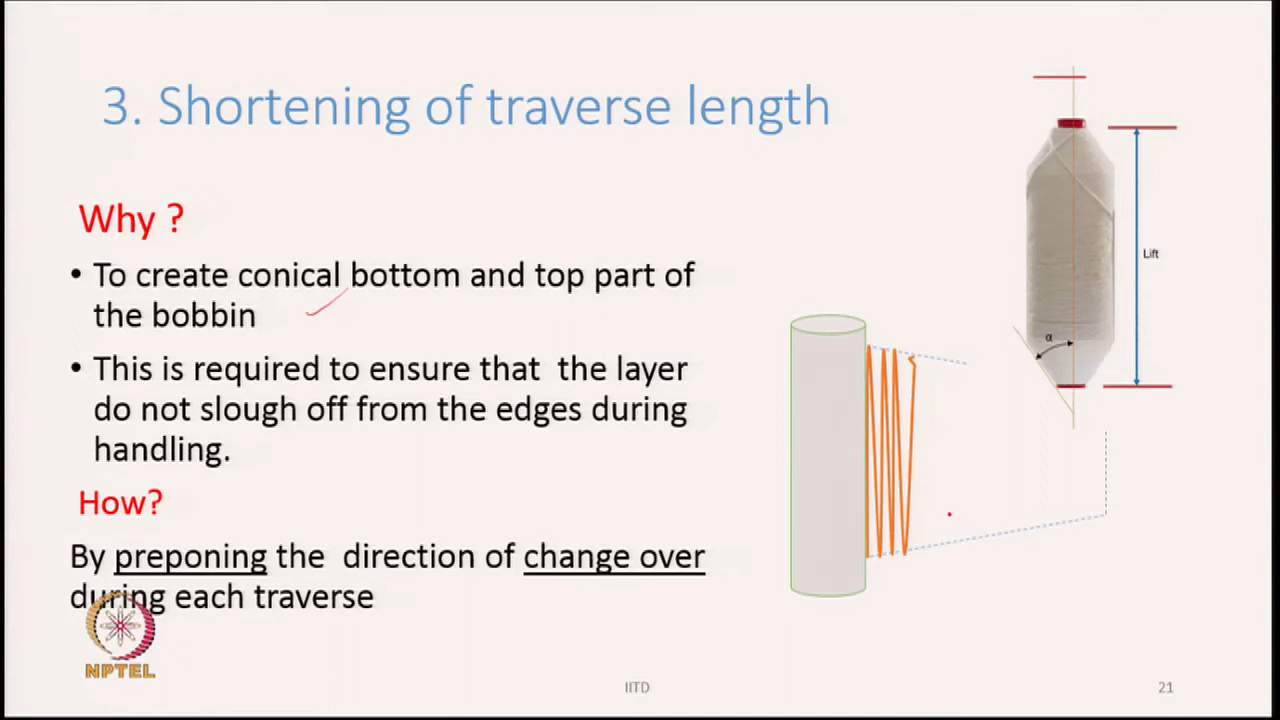 3. Shortening of traverse length
Why ?
• To create conical bottom and top part of
the bobbin
• This is required to ensure that the layer
do not slough off from the edges during
handling.
How?
By preponing the direction of change over
during each traverse
Lift
α
NPTEL
IITD
21